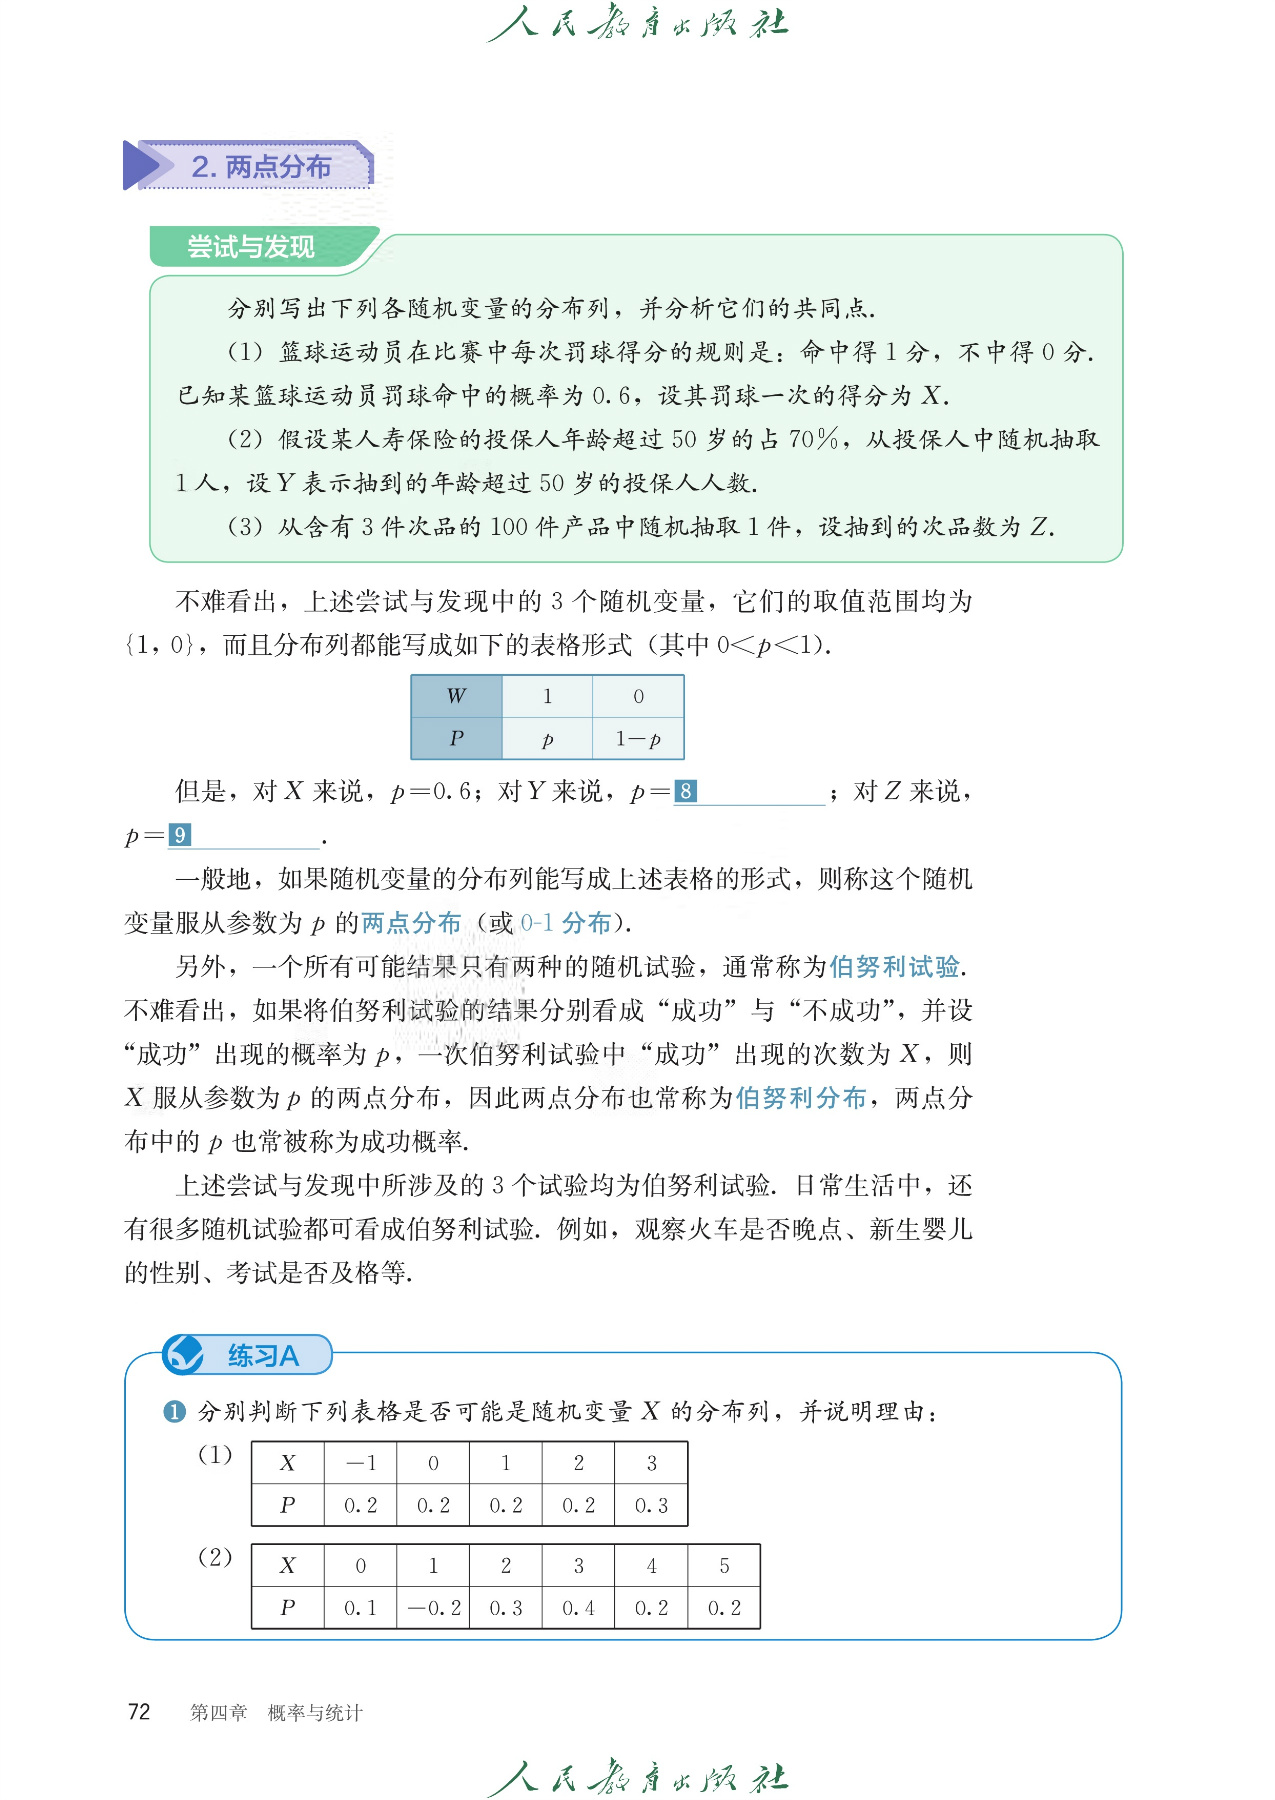 人民教育出版社
2. 两点分布
尝试与发现
分别写出下列各随机变量的分布列，并分析它们的共同点．
（1）篮球运动员在比赛中每次罚球得分的规则是：命中得 1 分，不中得 0 分．
已知某篮球运动员罚球命中的概率为 0.6，设其罚球一次的得分为 X．
（2）假设某人寿保险的投保人年龄超过 50 岁的占 70%，从投保人中随机抽取
1 人，设 Y 表示抽到的年龄超过 50 岁的投保人人数．
（3）从含有 3 件次品的 100 件产品中随机抽取 1 件，设抽到的次品数为 Z．
不难看出，上述尝试与发现中的 3 个随机变量，它们的取值范围均为
{1，0}，而且分布列都能写成如下的表格形式（其中 0＜p＜1）．
W 1 0
P p 1－p
但是，对 X 来说，p＝0.6；对 Y 来说，p＝8＿＿＿＿；对 Z 来说，
p＝9＿＿＿＿．
一般地，如果随机变量的分布列能写成上述表格的形式，则称这个随机
变量服从参数为 p 的两点分布（或 0-1 分布）．
另外，一个所有可能结果只有两种的随机试验，通常称为伯努利试验．
不难看出，如果将伯努利试验的结果分别看成“成功”与“不成功”，并设
“成功”出现的概率为 p，一次伯努利试验中“成功”出现的次数为 X，则
X 服从参数为 p 的两点分布，因此两点分布也常称为伯努利分布，两点分
布中的 p 也常被称为成功概率．
上述尝试与发现中所涉及的 3 个试验均为伯努利试验．日常生活中，还
有很多随机试验都可看成伯努利试验．例如，观察火车是否晚点、新生婴儿
的性别、考试是否及格等．
练习A
1 分别判断下列表格是否可能是随机变量 X 的分布列，并说明理由：
（1） X －1 0 1 2 3
P 0.2 0.2 0.2 0.2 0.3
（2） X 0 1 2 3 4 5
P 0.1 －0.2 0.3 0.4 0.2 0.2
72 第四章 概率与统计
人民教育出版社